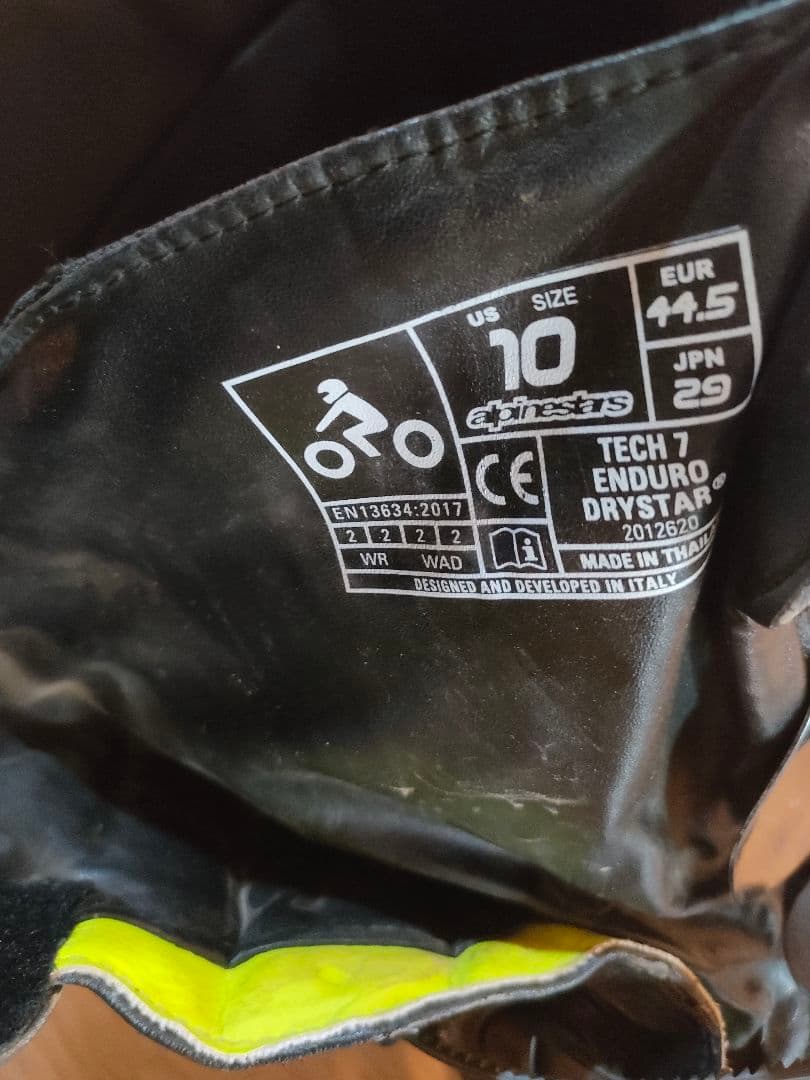 US SIZE
10
alpinestars
EUR
44.5
JPN
29
CE
TECH 7
ENDURO
DRYSTAR®
2012620
EN13634:2017
2 2 2 2
WR WAD
i
MADE IN
DESIGNED AND DEVELOPED IN ITALY